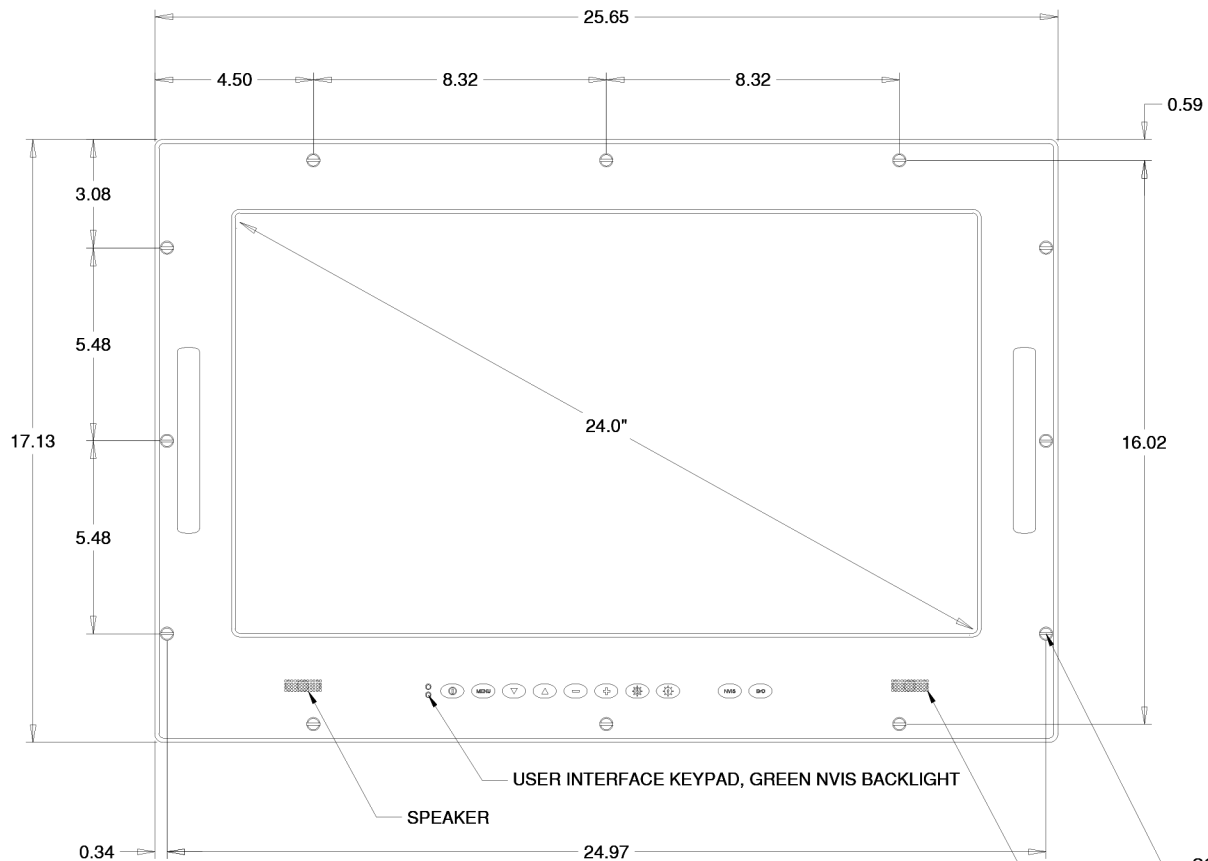 25.65
4.50 8.32 8.32
0.59
3.08
5.48
24.0"
17.13
16.02
5.48
MENU NVIS
USER INTERFACE KEYPAD, GREEN NVIS BACKLIGHT
SPEAKER
0.34 24.97